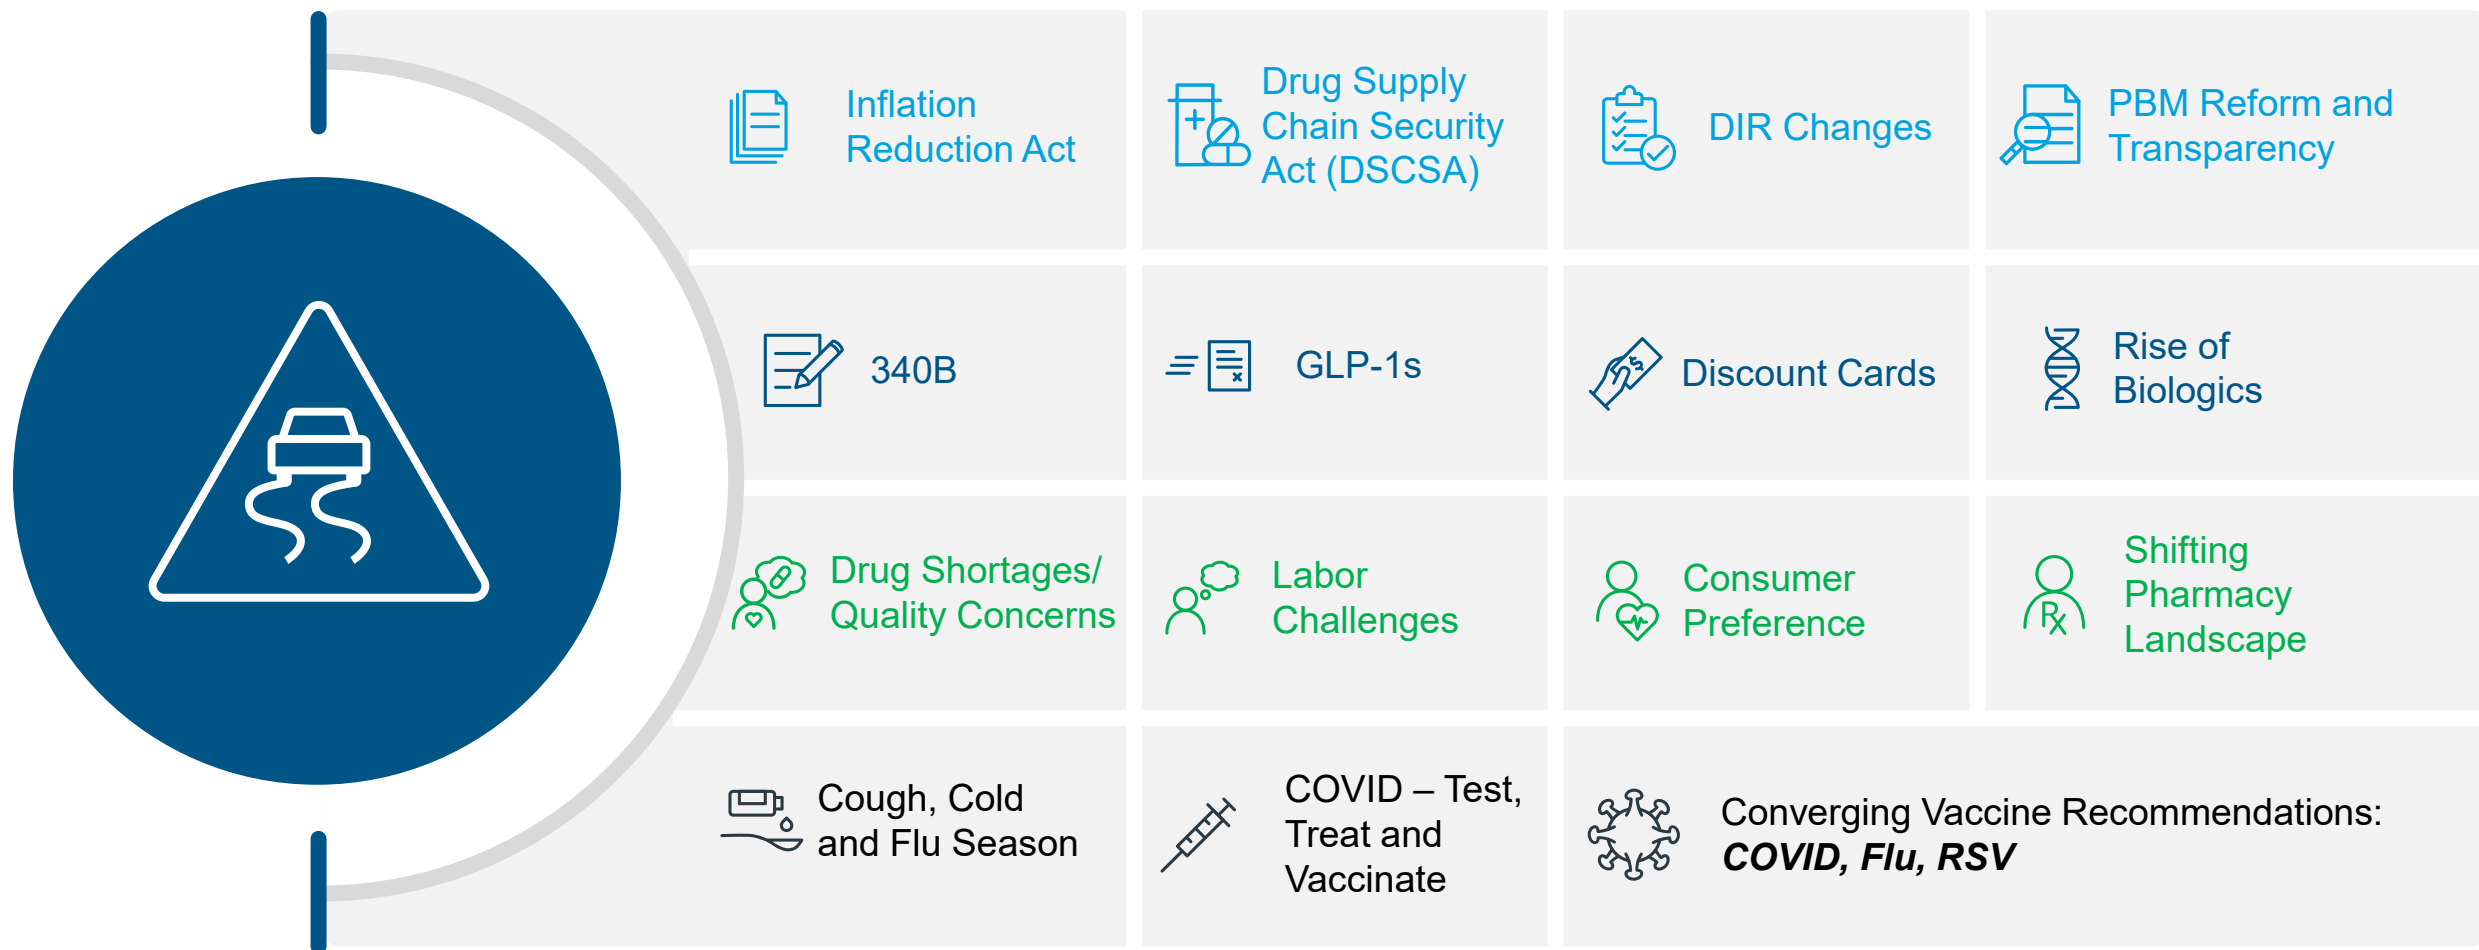 Inflation
Reduction Act
Drug Supply
Chain Security
Act (DSCSA)
DIR Changes
PBM Reform and
Transparency
340B
GLP-1s
Discount Cards
Rise of
Biologics
Drug Shortages/
Quality Concerns
Labor
Challenges
Consumer
Preference
Shifting
Pharmacy
Landscape
Cough, Cold
and Flu Season
COVID – Test,
Treat and
Vaccinate
Converging Vaccine Recommendations:
COVID, Flu, RSV